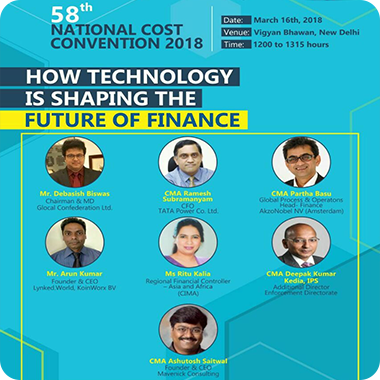 58th
NATIONAL COST
CONVENTION 2018
Date: March 16th, 2018
Venue: Vigyan Bhawan, New Delhi
Time: 1200 to 1315 hours
HOW TECHNOLOGY
IS SHAPING THE
FUTURE OF FINANCE
Mr. Debasish Biswas
Chairman & MD
Glocal Confederation Ltd.
CMA Ramesh
Subramanyam
CFO
TATA Power Co. Ltd.
CMA Partha Basu
Global Process & Operatons
Head- Finance
AkzoNobel NV (Amsterdam)
Mr. Arun Kumar
Founder & CEO
Lynked.World, KoinWorx BV
Ms Ritu Kalia
Regional Financial Controller
- Asia and Africa
(CIMA)
CMA Deepak Kumar
Kedia, IPS
Additional Director
Enforcement Directorate
CMA Ashutosh Saitwal
Founder & CEO
Maverick Consulting